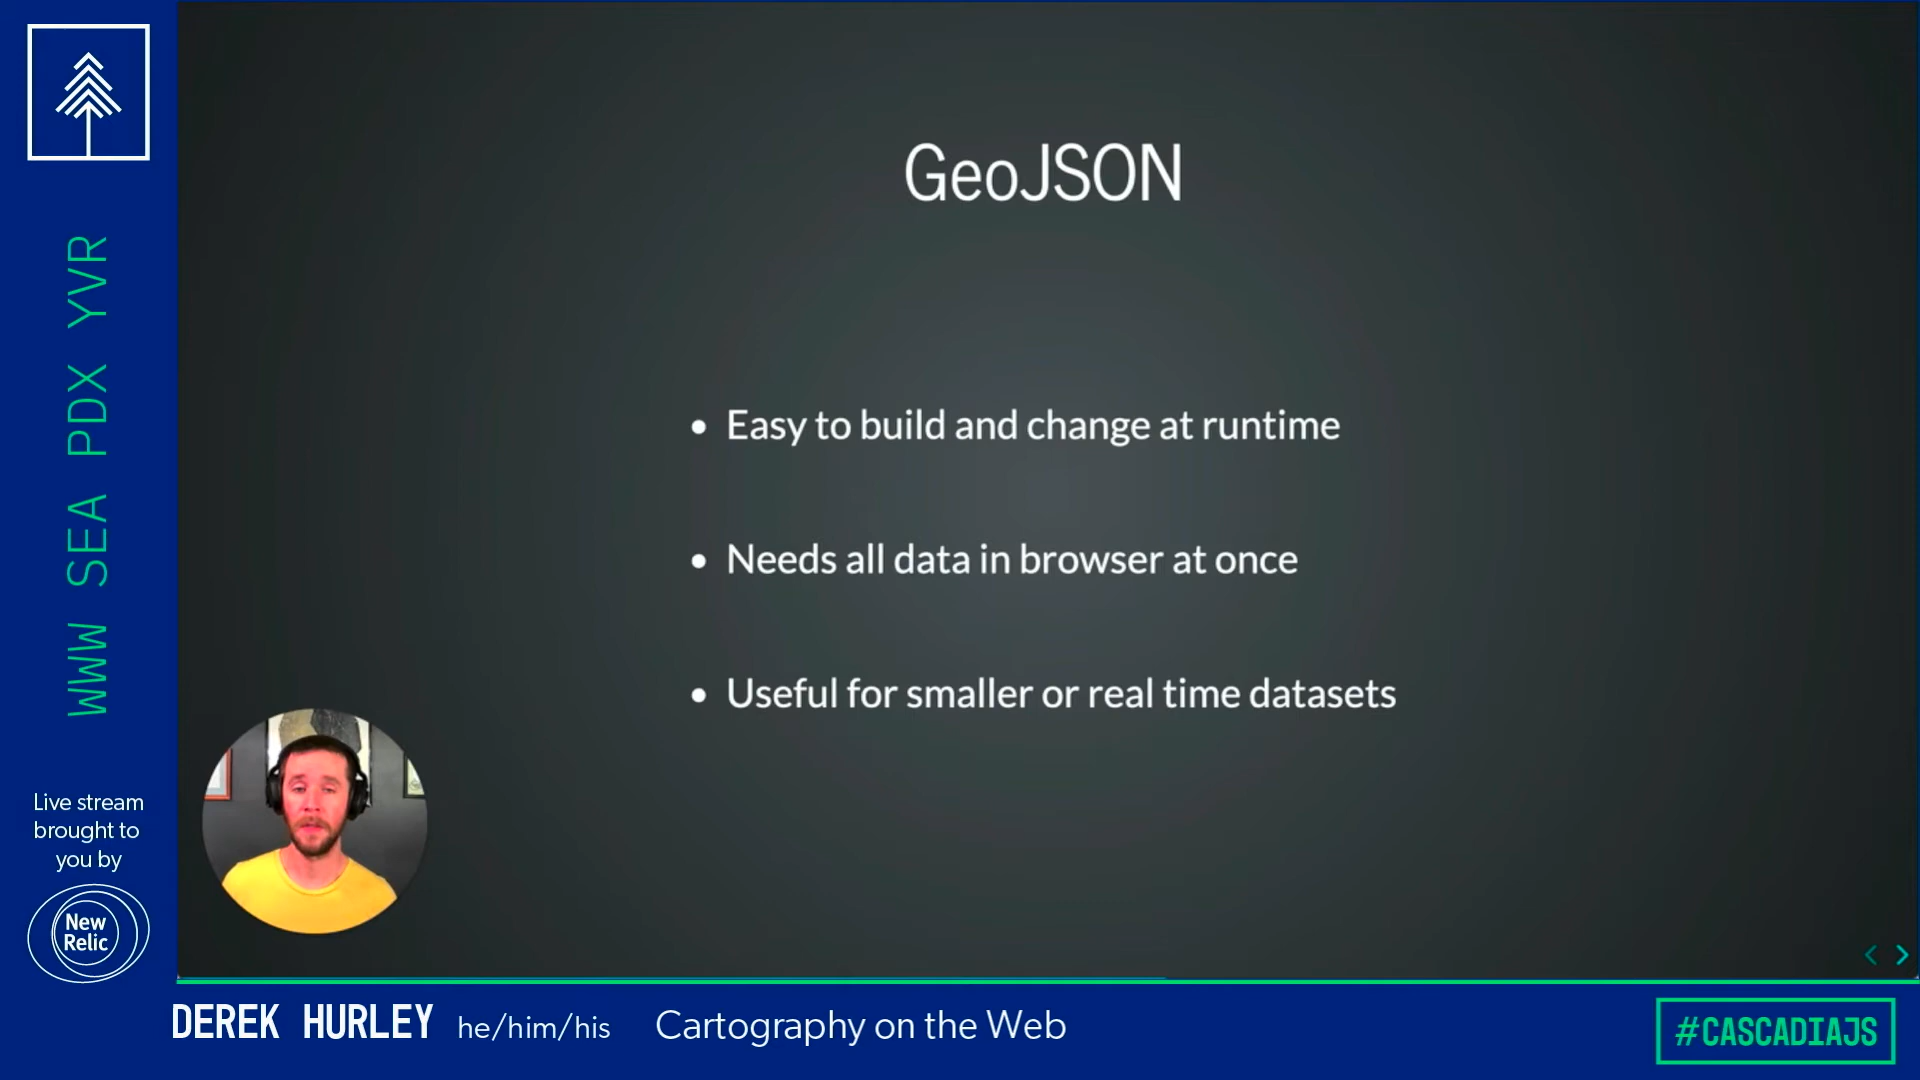 GeoJSON
Easy to build and change at runtime
Needs all data in browser at once
Useful for smaller or real time datasets
WWW SEA PDX YVR
Live stream
brought to
you by
New
Relic
DEREK HURLEY he/him/his Cartography on the Web
#CASCADIAJS